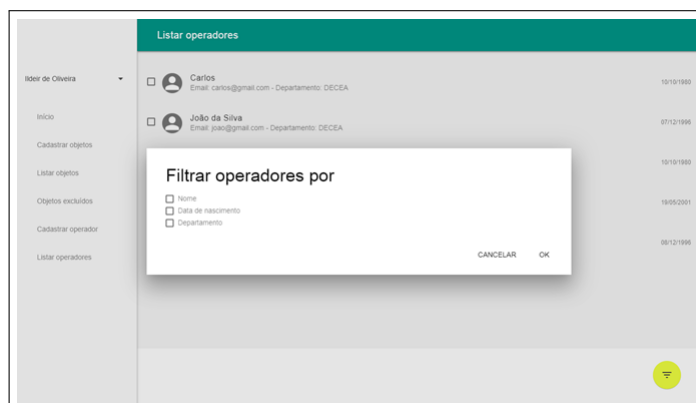 Listar operadores
Ildeir de Oliveira
Início
Cadastrar objetos
Listar objetos
Objetos excluídos
Cadastrar operador
Listar operadores
Carlos
Email: carlos@gmail.com - Departamento: DECEA
10/10/1980
João da Silva
Email: joao@gmail.com - Departamento: DECEA
07/12/1996
10/10/1980
19/05/2001
08/12/1996
Filtrar operadores por
Nome
Data de nascimento
Departamento
CANCELAR OK